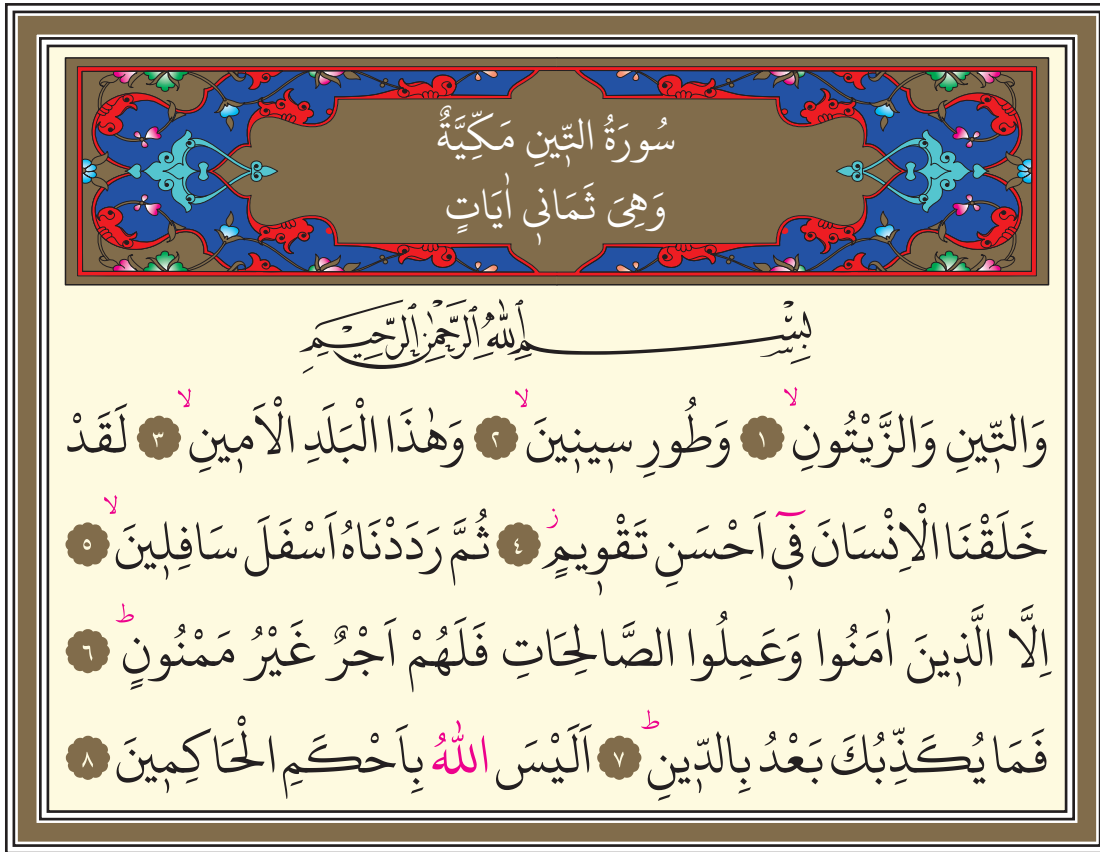 سُورَةُ التّ۪ينِ مَكِّيَّةٌ
وَهِىَ ثَمَان۪ى اٰيَاتٍ
بِسْمِ اللّٰهِ الرَّحْمٰنِ الرَّح۪يمِ
وَالتّ۪ينِ وَالزَّيْتُونِۙ ١ وَطُورِ س۪ين۪ينَۙ ٢ وَهٰذَا الْبَلَدِ الْاَم۪ينِۙ ٣ لَقَدْ
خَلَقْنَا الْاِنْسَانَ ف۪ٓى اَحْسَنِ تَقْو۪يمٍۘ ٤ ثُمَّ رَدَدْنَاهُ اَسْفَلَ سَافِل۪ينَۙ ٥
اِلَّا الَّذ۪ينَ اٰمَنُوا وَعَمِلُوا الصَّالِحَاتِ فَلَهُمْ اَجْرٌ غَيْرُ مَمْنُونٍۜ ٦
فَمَا يُكَذِّبُكَ بَعْدُ بِالدّ۪ينِۜ ٧ اَلَيْسَ اللّٰهُ بِاَحْكَمِ الْحَاكِم۪ينَ ٨